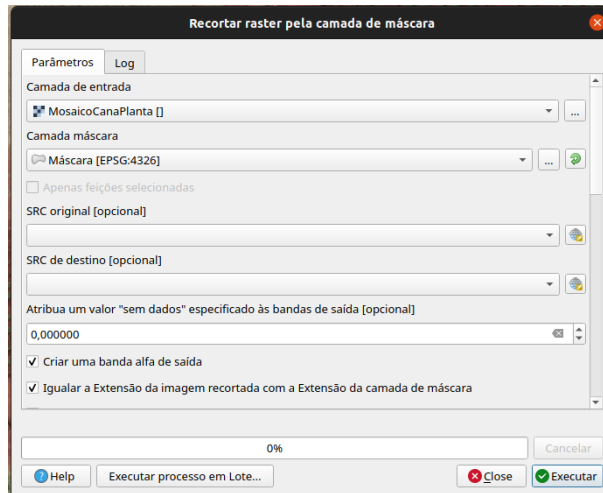 Recortar raster pela camada de máscara
Parâmetros Log
Camada de entrada
MosaicoCanaPlanta [] ...
Camada máscara
Máscara [EPSG:4326] ...
Apenas feições selecionadas
SRC original [opcional]
SRC de destino [opcional]
Atribua um valor "sem dados" especificado às bandas de saída [opcional]
0,000000
Criar uma banda alfa de saída
Igualar a Extensão da imagem recortada com a Extensão da camada de máscara
0% Cancelar
Help Executar processo em Lote... Close Executar